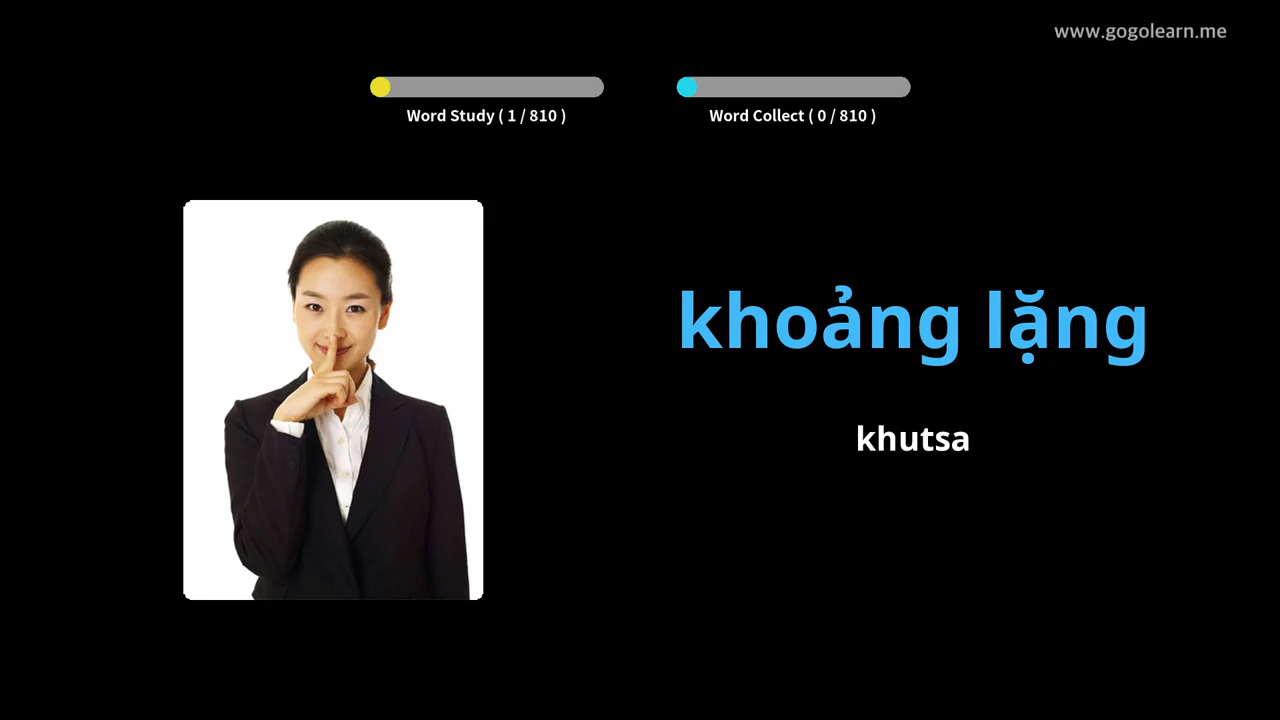 www.gogolearn.me
Word Study ( 1 / 810 )
Word Collect ( 0 / 810 )
khoảng lặng
khutsa